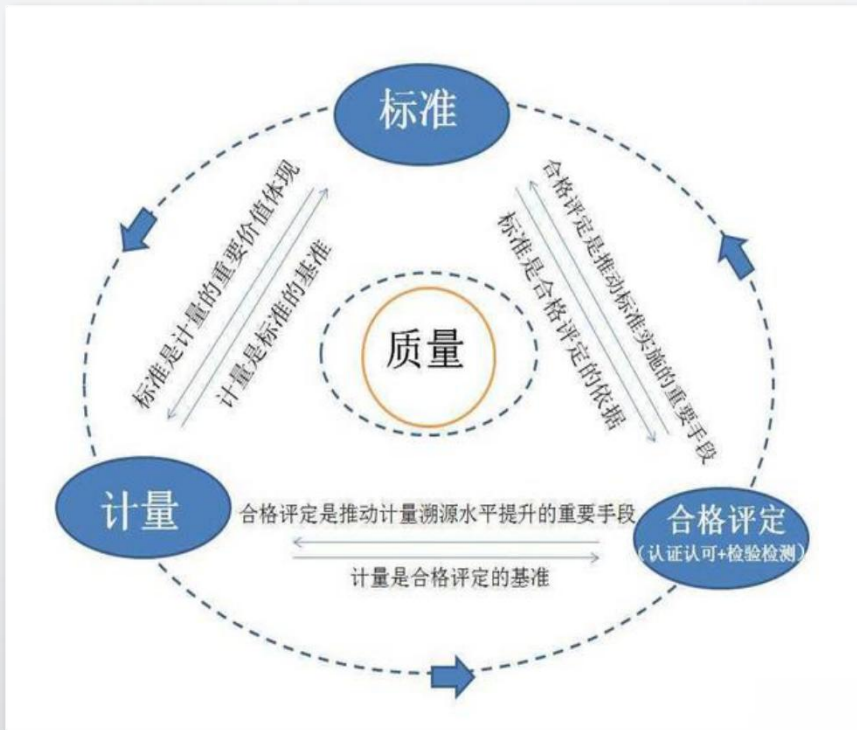 标准
标准是计量的重要价值体现
计量是标准的基准
合格评定是推动标准实施的重要手段
标准是合格评定的依据
质量
计量
合格评定是推动计量溯源水平提升的重要手段
计量是合格评定的基准
合格评定
（认证认可+检验检测）